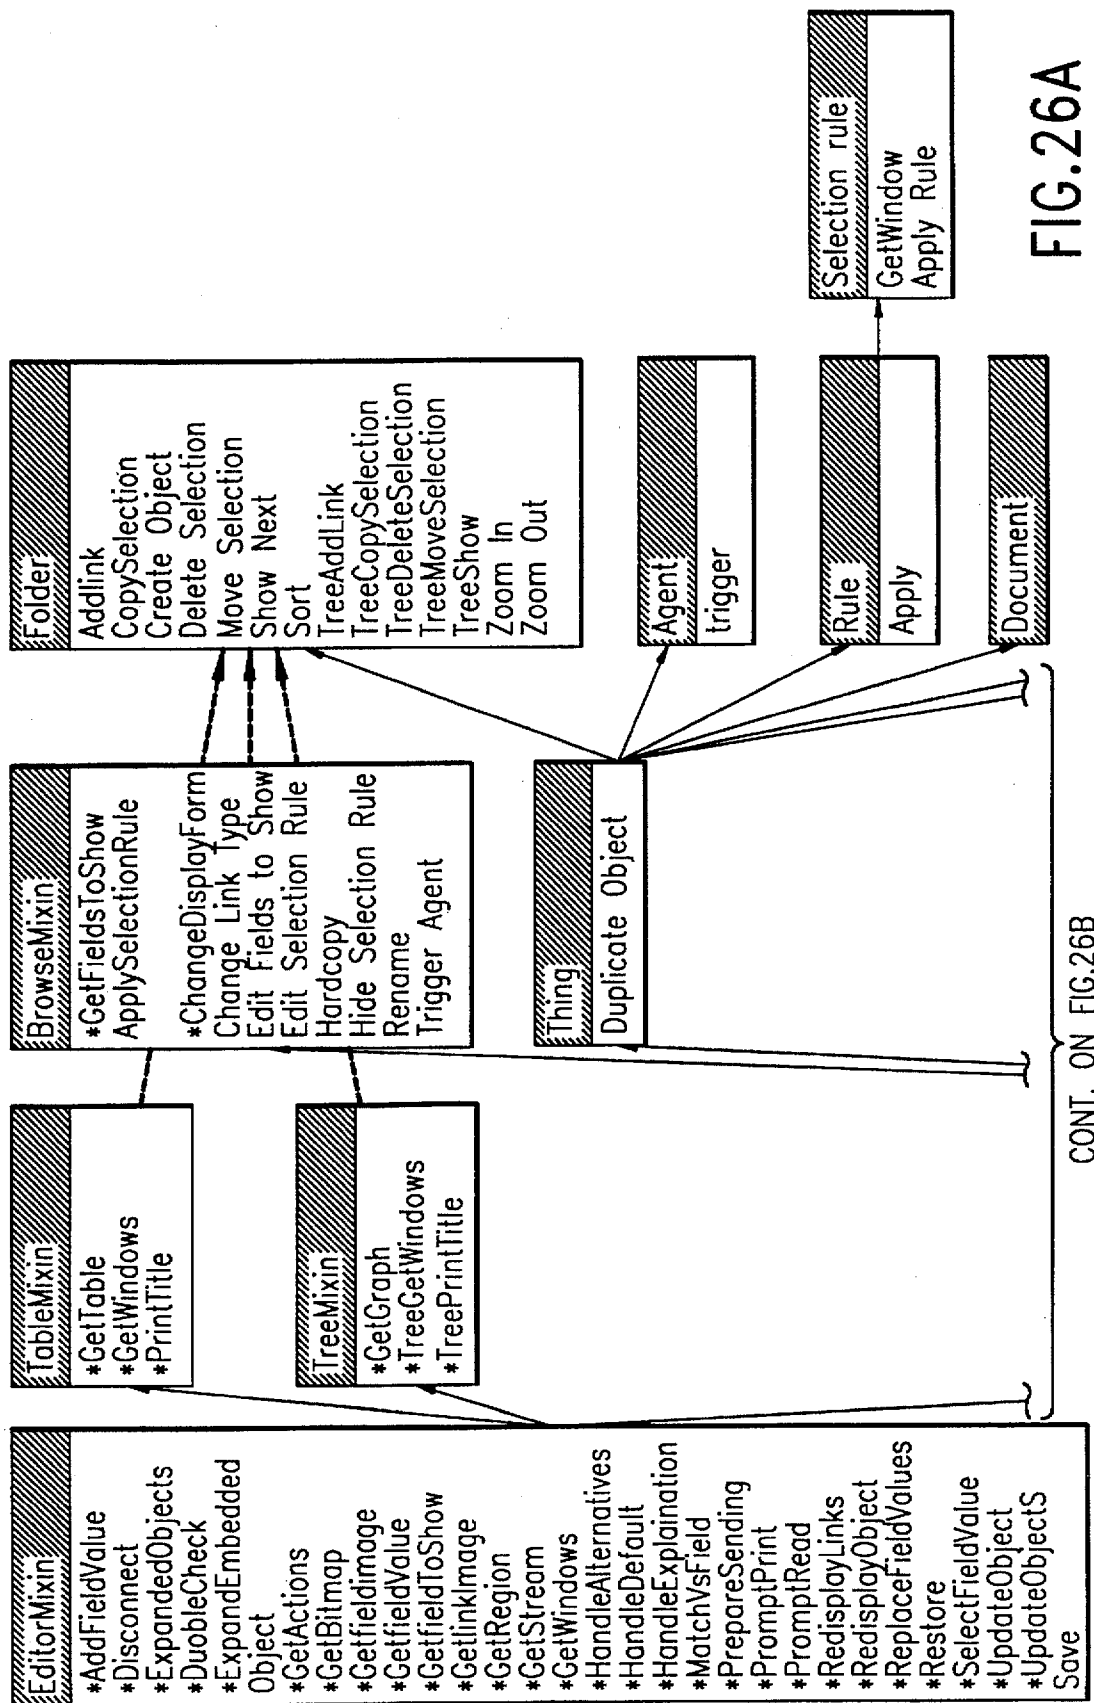 EditorMixin
*AddFieldValue
*Disconnect
*ExpandedObjects
*DuobleCheck
*ExpandEmbedded
Object
*GetActions
*GetBitmap
*Getfieldimage
*GetfieldValue
*GetfieldToShow
*GetlinkImage
*GetRegion
*GetStream
*GetWindows
*HandleAlternatives
*HandleDefault
*HandleExplaination
*MatchVsField
*PrepareSending
*PromptPrint
*PromptRead
*RedisplayLinks
*RedisplayObject
*ReplaceFieldValues
*Restore
*SelectFieldValue
*UpdateObject
*UpdateObjectS
Save
TableMixin
*GetTable
*GetWindows
*PrintTitle
TreeMixin
*GetGraph
*TreeGetWindows
*TreePrintTitle
BrowseMixin
*GetFieldsToShow
ApplySelectionRule
*ChangeDisplayForm
Change Link Type
Edit Fields to Show
Edit Selection Rule
Hardcopy
Hide Selection Rule
Rename
Trigger Agent
Thing
Duplicate Object
Folder
Addlink
CopySelection
Create Object
Delete Selection
Move Selection
Show Next
Sort
TreeAddLink
TreeCopySelection
TreeDeleteSelection
TreeMoveSelection
TreeShow
Zoom In
Zoom Out
Agent
trigger
Rule
Apply
Document
Selection rule
GetWindow
Apply Rule
CONT. ON FIG.26B
FIG.26A